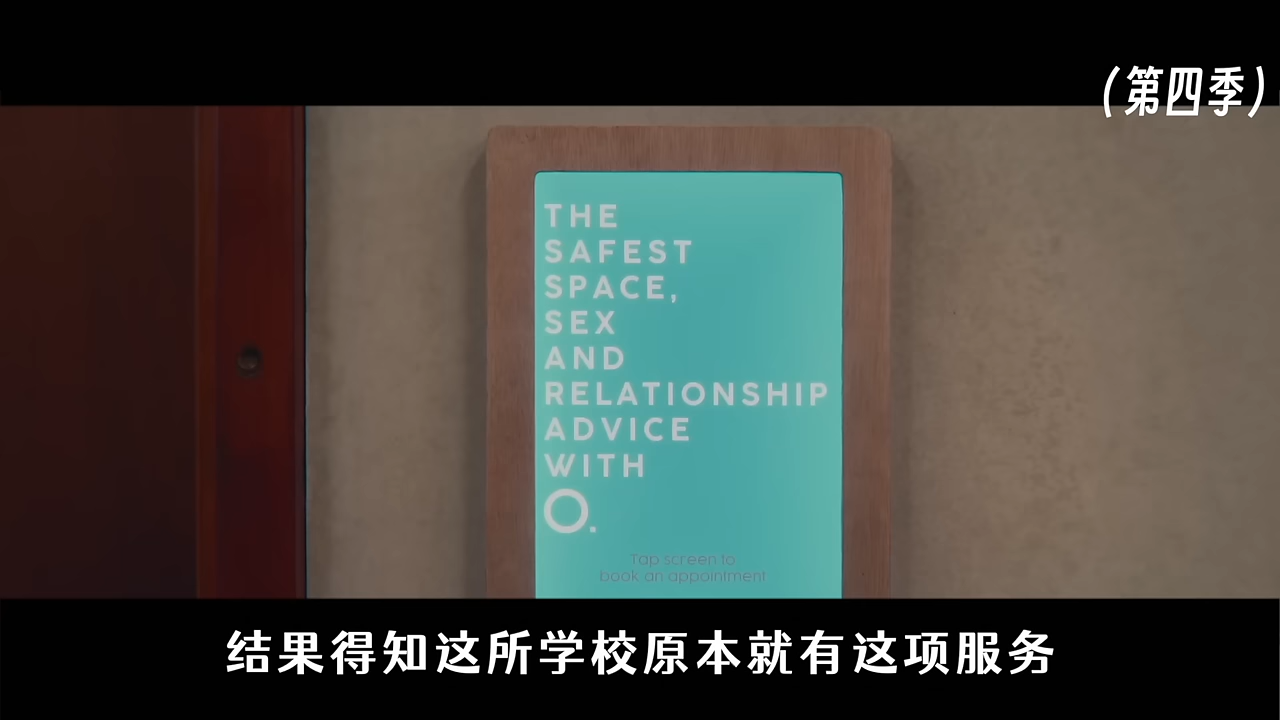 （第四季）
THE
SAFEST
SPACE,
SEX
AND
RELATIONSHIP
ADVICE
WITH
O.
Tap screen to
book an appointment
结果得知这所学校原本就有这项服务